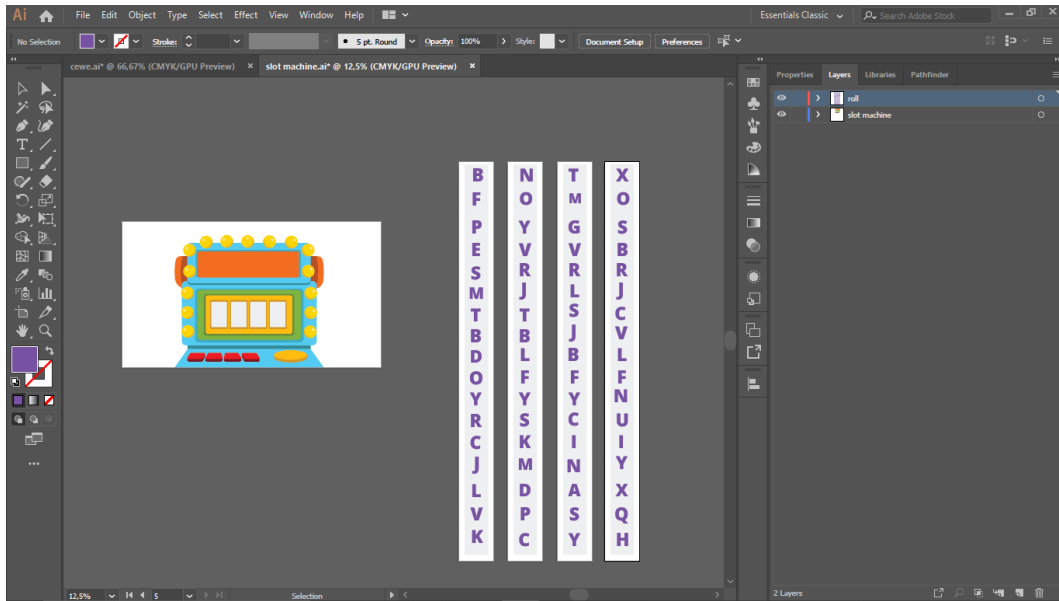 Ai File Edit Object Type Select Effect View Window Help Essentials Classic Search Adobe Stock
No Selection Stroke: 5 pt. Round Opacity: 100% Style: Document Setup Preferences
cewe.ai* @ 66,67% (CMYK/GPU Preview) × slot machine.ai* @ 12,5% (CMYK/GPU Preview) ×
Properties Layers Libraries Pathfinder
roll
slot machine
B N T X
F O M O
P Y G S
E V V B
S R R R
M J L J
T T S C
B B J V
D L B L
O F F F
Y Y Y N
R S C U
C K I I
J M N Y
L D A X
V P S Q
K C Y H
12,5% 5 Selection
2 Layers